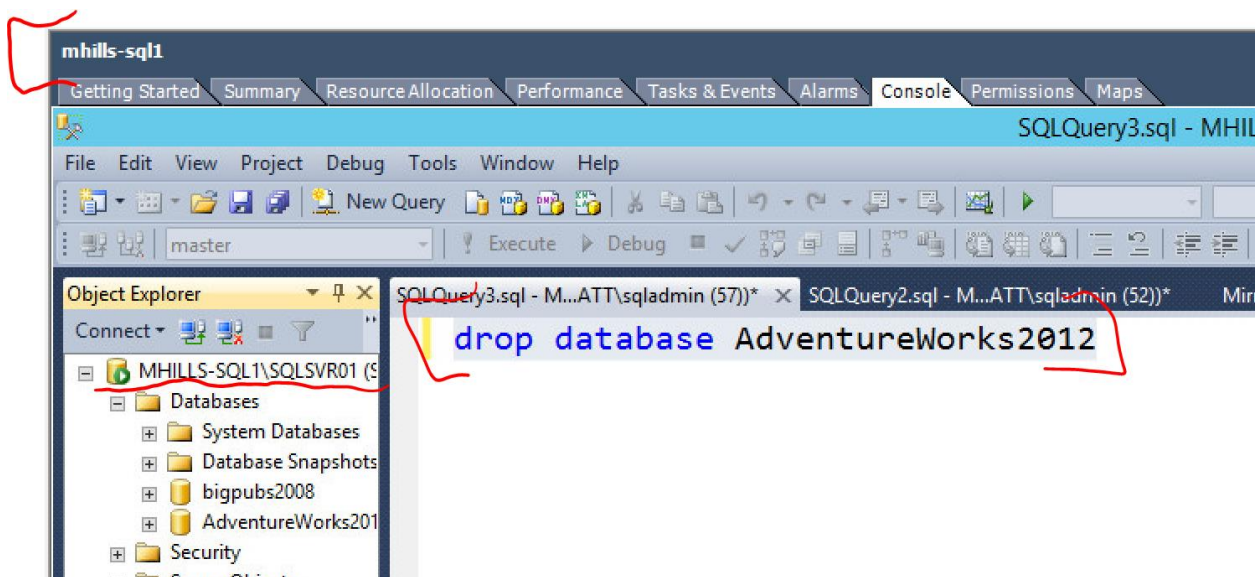 mhills-sql1
Getting Started Summary Resource Allocation Performance Tasks & Events Alarms Console Permissions Maps
SQLQuery3.sql - MHIL
File Edit View Project Debug Tools Window Help
New Query
master Execute Debug
Object Explorer SQLQuery3.sql - M...ATT\sqladmin (57))* SQLQuery2.sql - M...ATT\sqladmin (52))* Mir
Connect
drop database AdventureWorks2012
MHILLS-SQL1\SQLSVR01 (S
Databases
System Databases
Database Snapshots
bigpubs2008
AdventureWorks201
Security